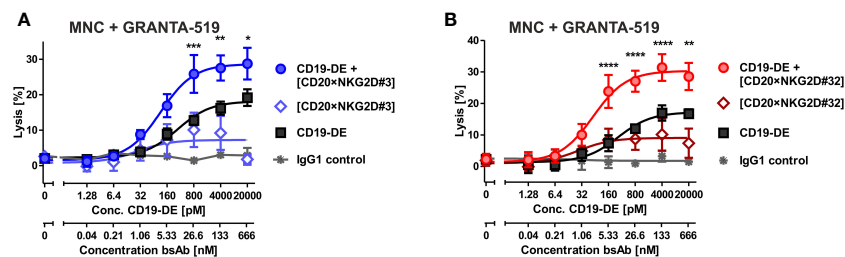 A
MNC + GRANTA-519
Lysis [%]
30
20
10
0
***
**
*
0 1.28 6.4 32 160 800 4000 20000
Conc. CD19-DE [pM]
0 0.04 0.21 1.06 5.33 26.6 133 666
Concentration bsAb [nM]
CD19-DE +
[CD20×NKG2D#3]
[CD20×NKG2D#3]
CD19-DE
IgG1 control
B
MNC + GRANTA-519
Lysis [%]
40
30
20
10
0
****
****
****
**
0 1.28 6.4 32 160 800 4000 20000
Conc. CD19-DE [pM]
0 0.04 0.21 1.06 5.33 26.6 133 666
Concentration bsAb [nM]
CD19-DE +
[CD20×NKG2D#32]
[CD20×NKG2D#32]
CD19-DE
IgG1 control